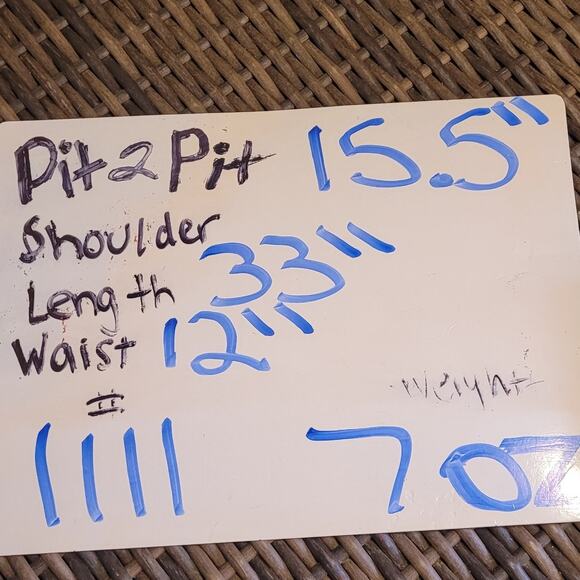 Pit2Pit 15.5"
Shoulder
Length 33"
Waist 12"
Weight
#
1111 7oz